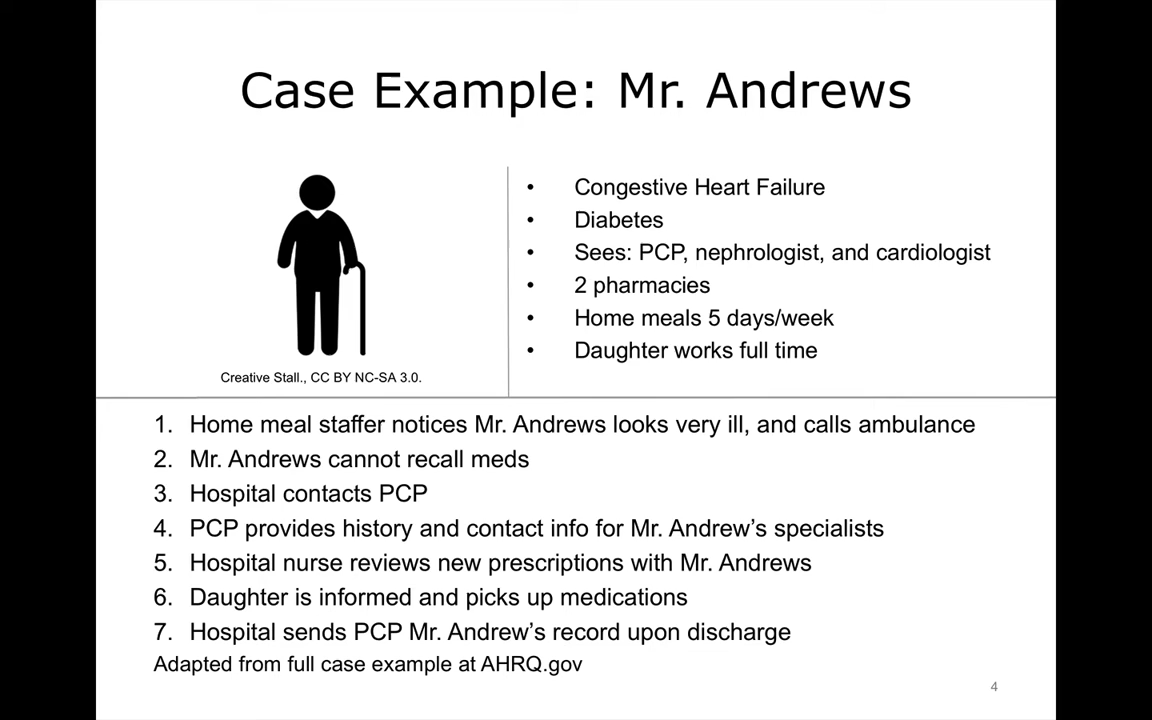 Case Example: Mr. Andrews
• Congestive Heart Failure
• Diabetes
• Sees: PCP, nephrologist, and cardiologist
• 2 pharmacies
• Home meals 5 days/week
• Daughter works full time
Creative Stall., CC BY NC-SA 3.0.
1. Home meal staffer notices Mr. Andrews looks very ill, and calls ambulance
2. Mr. Andrews cannot recall meds
3. Hospital contacts PCP
4. PCP provides history and contact info for Mr. Andrew’s specialists
5. Hospital nurse reviews new prescriptions with Mr. Andrews
6. Daughter is informed and picks up medications
7. Hospital sends PCP Mr. Andrew’s record upon discharge
Adapted from full case example at AHRQ.gov
4